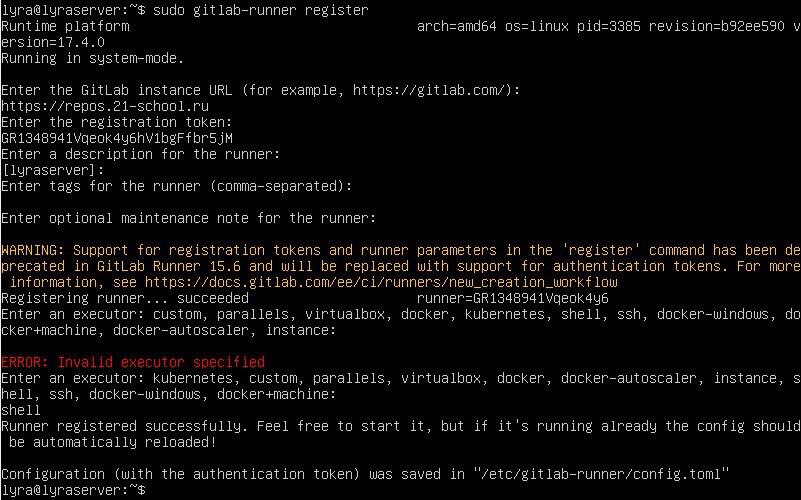 lyra@lyraserver:~$ sudo gitlab-runner register
Runtime platform                                    arch=amd64 os=linux pid=3385 revision=b92ee590 v
ersion=17.4.0
Running in system-mode.
Enter the GitLab instance URL (for example, https://gitlab.com/):
https://repos.21-school.ru
Enter the registration token:
GR1348941Vqeok4y6hV1bgFfbr5jM
Enter a description for the runner:
[lyraserver]:
Enter tags for the runner (comma-separated):
Enter optional maintenance note for the runner:
WARNING: Support for registration tokens and runner parameters in the 'register' command has been de
precated in GitLab Runner 15.6 and will be replaced with support for authentication tokens. For more
 information, see https://docs.gitlab.com/ee/ci/runners/new_creation_workflow
Registering runner... succeeded                     runner=GR1348941Vqeok4y6
Enter an executor: custom, parallels, virtualbox, docker, kubernetes, shell, ssh, docker-windows, do
cker+machine, docker-autoscaler, instance:
ERROR: Invalid executor specified
Enter an executor: kubernetes, custom, parallels, virtualbox, docker, docker-autoscaler, instance, s
hell, ssh, docker-windows, docker+machine:
shell
Runner registered successfully. Feel free to start it, but if it's running already the config should
 be automatically reloaded!
Configuration (with the authentication token) was saved in "/etc/gitlab-runner/config.toml"
lyra@lyraserver:~$